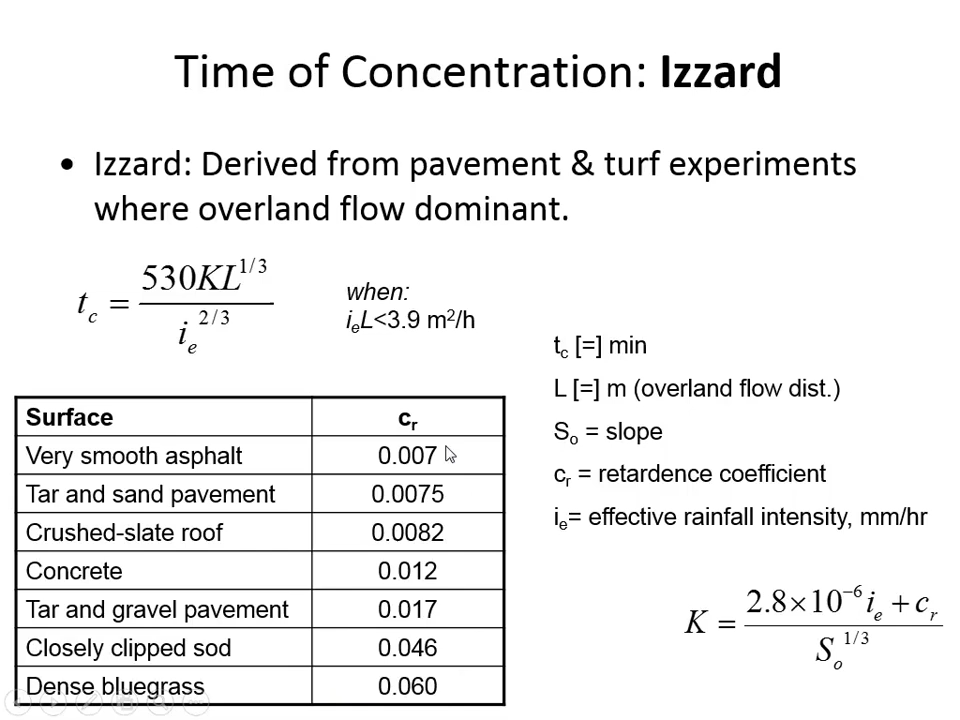 Time of Concentration: Izzard
• Izzard: Derived from pavement & turf experiments
where overland flow dominant.
t_c = 530KL^{1/3} / i_e^{2/3}
when:
i_eL<3.9 m²/h
t_c [=] min
L [=] m (overland flow dist.)
S_o = slope
c_r = retardence coefficient
i_e= effective rainfall intensity, mm/hr
K = (2.8×10^{-6} i_e + c_r) / S_o^{1/3}
Surface c_r
Very smooth asphalt 0.007
Tar and sand pavement 0.0075
Crushed-slate roof 0.0082
Concrete 0.012
Tar and gravel pavement 0.017
Closely clipped sod 0.046
Dense bluegrass 0.060